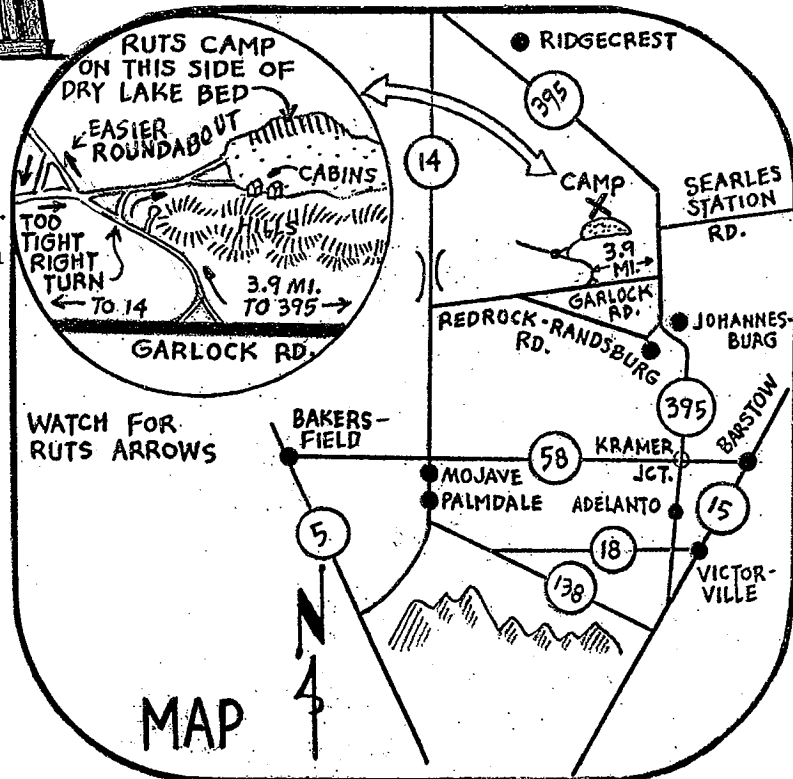 RUTS CAMP
ON THIS SIDE OF
DRY LAKE BED
EASIER
ROUNDABOUT
CABINS
HILLS
TOO
TIGHT
RIGHT
TURN
← TO 14
3.9 MI.
TO 395 →
GARLOCK RD.
WATCH FOR
RUTS ARROWS
RIDGECREST
395
14
CAMP
X
SEARLES
STATION
RD.
3.9
MI.
GARLOCK
RD.
REDROCK-RANDSBURG
RD.
JOHANNES-
BURG
395
BAKERS-
FIELD
58
KRAMER
JCT.
BARSTOW
MOJAVE
PALMDALE
ADELANTO
15
5
18
138
VICTOR-
VILLE
N
MAP